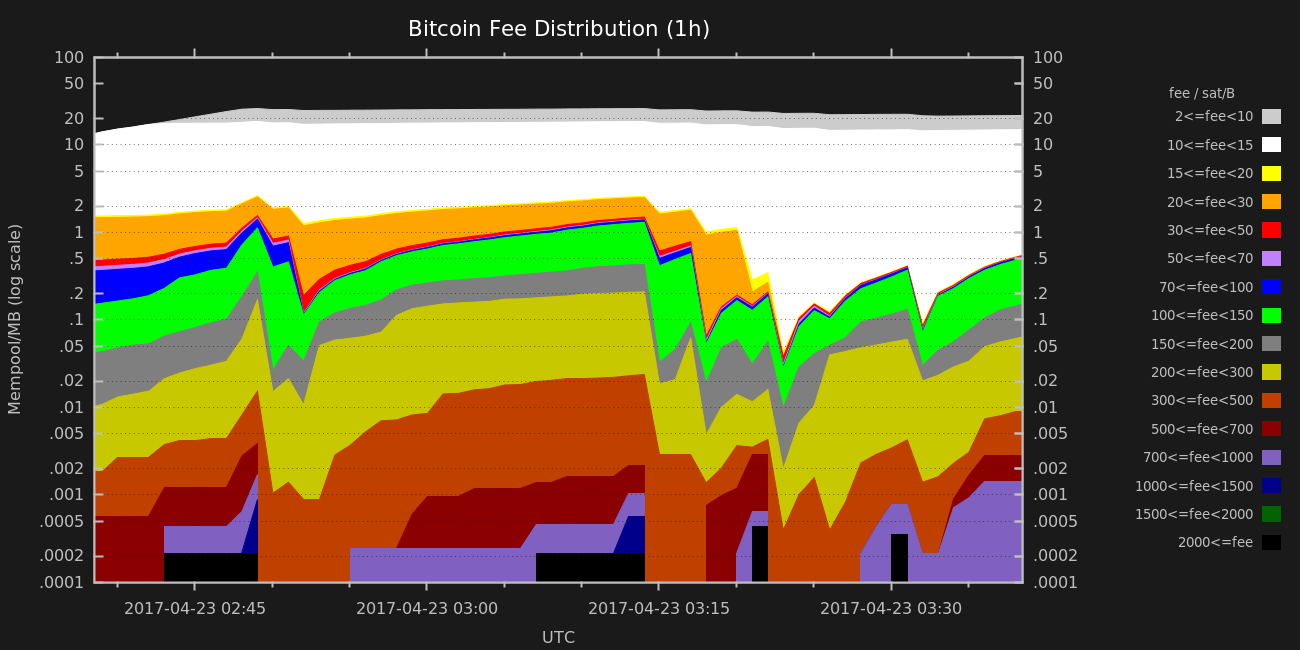 Bitcoin Fee Distribution (1h)
100 100
50 50
20 20
10 10
5 5
2 2
1 1
.5 .5
.2 .2
.1 .1
.05 .05
.02 .02
.01 .01
.005 .005
.002 .002
.001 .001
.0005 .0005
.0002 .0002
.0001 .0001
Mempool/MB (log scale)
2017-04-23 02:45 2017-04-23 03:00 2017-04-23 03:15 2017-04-23 03:30
UTC
fee / sat/B
2<=fee<10
10<=fee<15
15<=fee<20
20<=fee<30
30<=fee<50
50<=fee<70
70<=fee<100
100<=fee<150
150<=fee<200
200<=fee<300
300<=fee<500
500<=fee<700
700<=fee<1000
1000<=fee<1500
1500<=fee<2000
2000<=fee